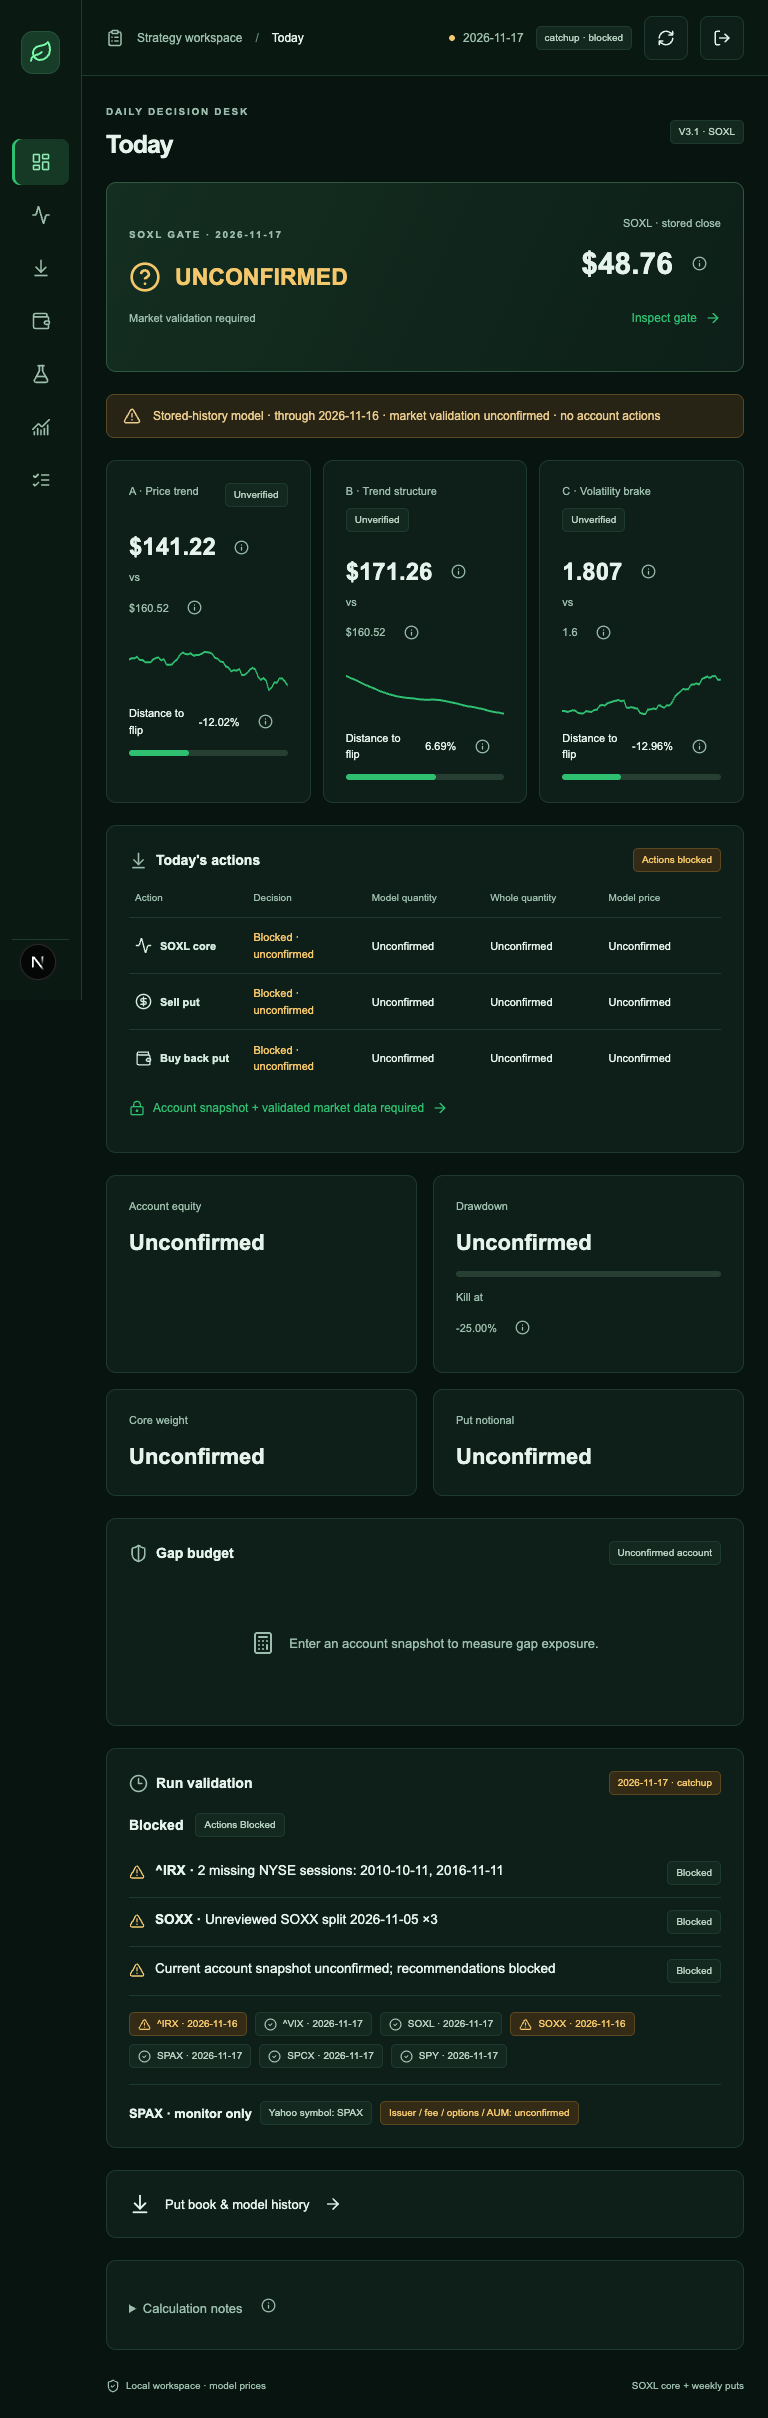 Strategy workspace / Today
2026-11-17
catchup · blocked
DAILY DECISION DESK
Today
V3.1 · SOXL
SOXL GATE · 2026-11-17
UNCONFIRMED
Market validation required
SOXL · stored close
$48.76
Inspect gate
Stored-history model · through 2026-11-16 · market validation unconfirmed · no account actions
A · Price trend
Unverified
$141.22
vs
$160.52
Distance to
flip
-12.02%
B · Trend structure
Unverified
$171.26
vs
$160.52
Distance to
flip
6.69%
C · Volatility brake
Unverified
1.807
vs
1.6
Distance to
flip
-12.96%
Today's actions
Actions blocked
Action Decision Model quantity Whole quantity Model price
SOXL core
Blocked ·
unconfirmed
Unconfirmed Unconfirmed Unconfirmed
Sell put
Blocked ·
unconfirmed
Unconfirmed Unconfirmed Unconfirmed
Buy back put
Blocked ·
unconfirmed
Unconfirmed Unconfirmed Unconfirmed
Account snapshot + validated market data required
N
Account equity
Unconfirmed
Drawdown
Unconfirmed
Kill at
-25.00%
Core weight
Unconfirmed
Put notional
Unconfirmed
Gap budget
Unconfirmed account
Enter an account snapshot to measure gap exposure.
Run validation
2026-11-17 · catchup
Blocked
Actions Blocked
^IRX · 2 missing NYSE sessions: 2010-10-11, 2016-11-11
Blocked
SOXX · Unreviewed SOXX split 2026-11-05 ×3
Blocked
Current account snapshot unconfirmed; recommendations blocked
Blocked
^IRX · 2026-11-16
^VIX · 2026-11-17
SOXL · 2026-11-17
SOXX · 2026-11-16
SPAX · 2026-11-17
SPCX · 2026-11-17
SPY · 2026-11-17
SPAX · monitor only
Yahoo symbol: SPAX
Issuer / fee / options / AUM: unconfirmed
Put book & model history
Calculation notes
Local workspace · model prices
SOXL core + weekly puts